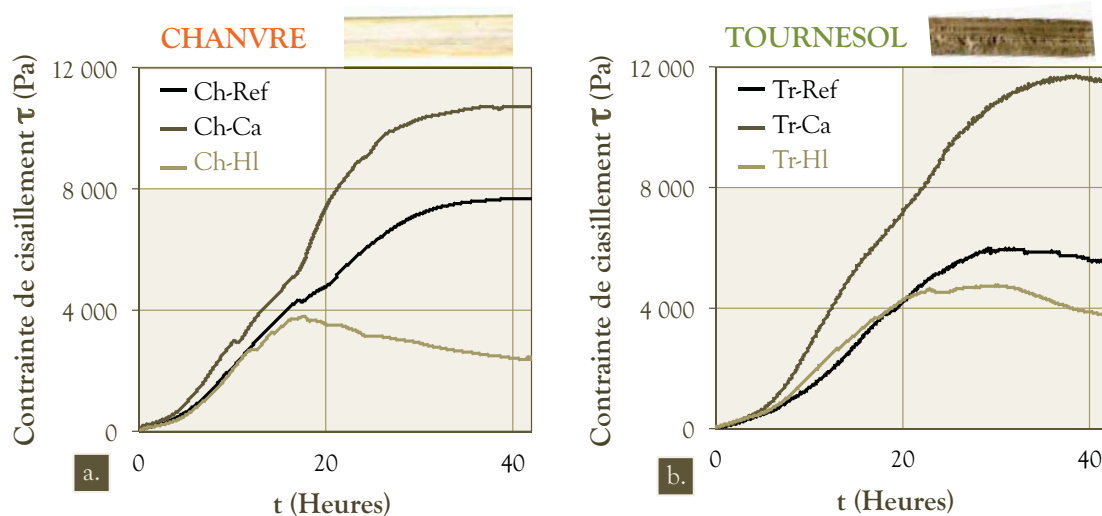 CHANVRE
Contrainte de cisaillement τ (Pa)
12 000
8 000
4 000
0
Ch-Ref
Ch-Ca
Ch-Hl
0 20 40
t (Heures)
a.
TOURNESOL
Contrainte de ciasillement τ (Pa)
12 000
8 000
4 000
0
Tr-Ref
Tr-Ca
Tr-Hl
0 20 40
t (Heures)
b.